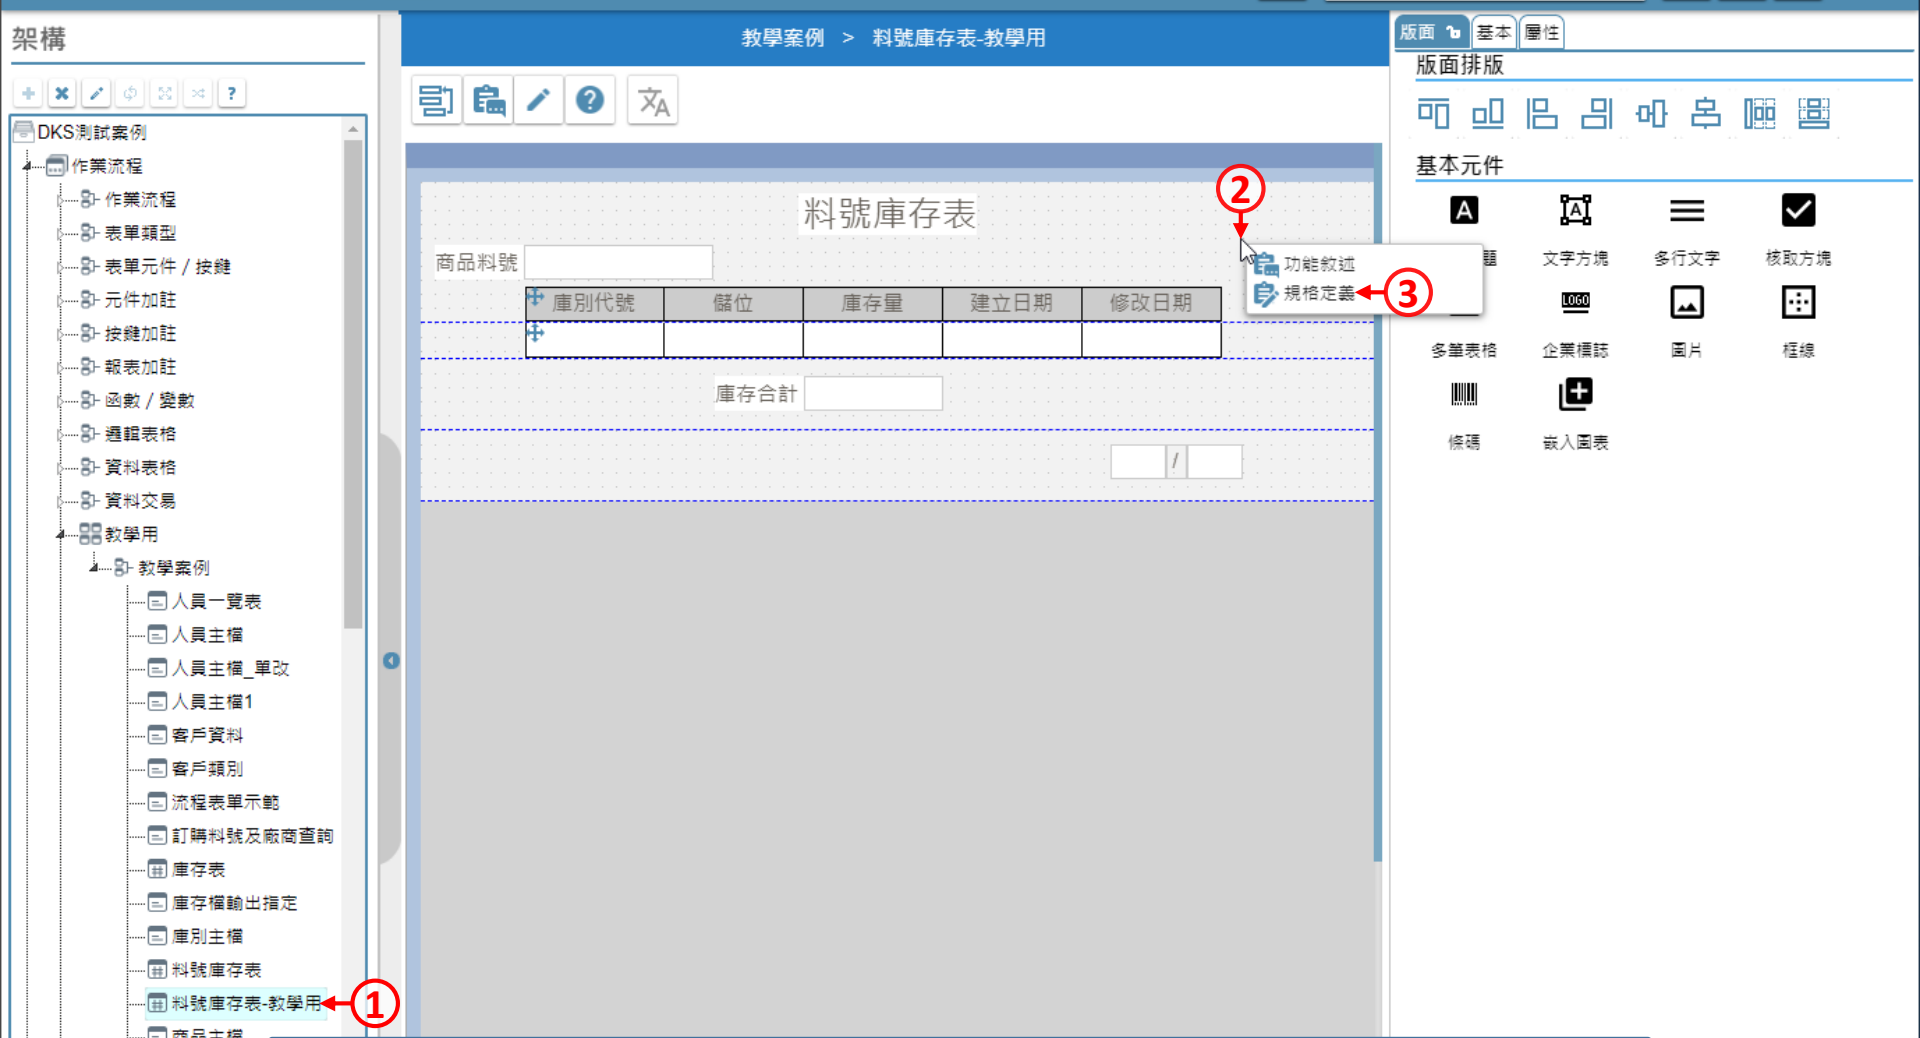 架構
DKS測試案例
作業流程
作業流程
表單類型
表單元件 / 按鍵
元件加註
按鍵加註
報表加註
函數 / 變數
邏輯表格
資料表格
資料交易
教學用
教學案例
人員一覽表
人員主檔
人員主檔_單改
人員主檔1
客戶資料
客戶類別
流程表單示範
訂購料號及廠商查詢
庫存表
庫存檔輸出指定
庫別主檔
料號庫存表
料號庫存表-教學用
1
商品主檔
教學案例 > 料號庫存表-教學用
料號庫存表
商品料號
庫別代號 儲位 庫存量 建立日期 修改日期
庫存合計
/
2
功能敘述
規格定義
3
版面 基本 屬性
版面排版
基本元件
題 文字方塊 多行文字 核取方塊
LOGO
多筆表格 企業標誌 圖片 框線
條碼 嵌入圖表